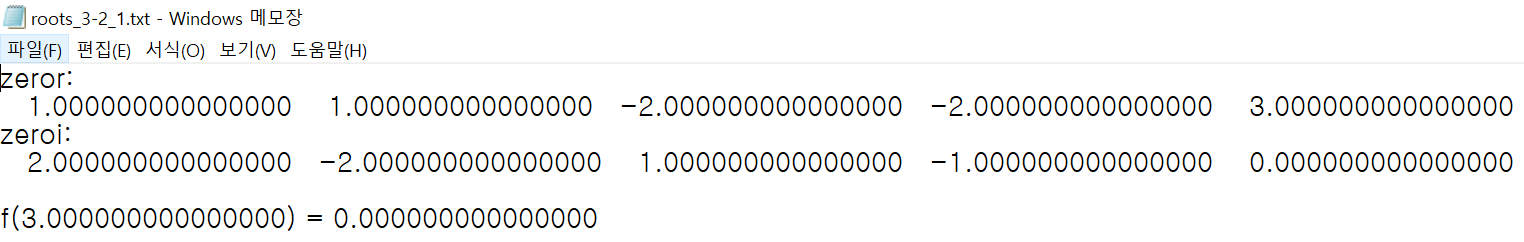 roots_3-2_1.txt - Windows 메모장
파일(F) 편집(E) 서식(O) 보기(V) 도움말(H)
zeror:
1.000000000000000 1.000000000000000 -2.000000000000000 -2.000000000000000 3.000000000000000
zeroi:
2.000000000000000 -2.000000000000000 1.000000000000000 -1.000000000000000 0.000000000000000
f(3.000000000000000) = 0.000000000000000